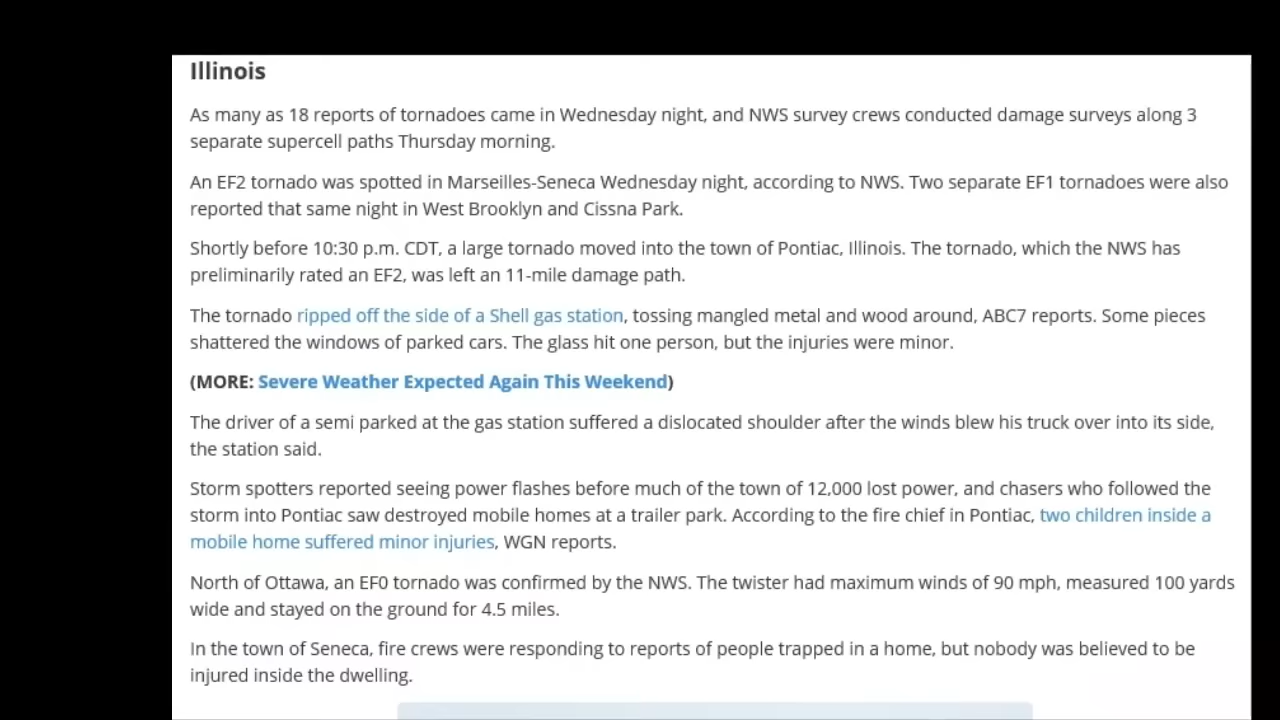 Illinois
As many as 18 reports of tornadoes came in Wednesday night, and NWS survey crews conducted damage surveys along 3
separate supercell paths Thursday morning.
An EF2 tornado was spotted in Marseilles-Seneca Wednesday night, according to NWS. Two separate EF1 tornadoes were also
reported that same night in West Brooklyn and Cissna Park.
Shortly before 10:30 p.m. CDT, a large tornado moved into the town of Pontiac, Illinois. The tornado, which the NWS has
preliminarily rated an EF2, was left an 11-mile damage path.
The tornado ripped off the side of a Shell gas station, tossing mangled metal and wood around, ABC7 reports. Some pieces
shattered the windows of parked cars. The glass hit one person, but the injuries were minor.
(MORE: Severe Weather Expected Again This Weekend)
The driver of a semi parked at the gas station suffered a dislocated shoulder after the winds blew his truck over into its side,
the station said.
Storm spotters reported seeing power flashes before much of the town of 12,000 lost power, and chasers who followed the
storm into Pontiac saw destroyed mobile homes at a trailer park. According to the fire chief in Pontiac, two children inside a
mobile home suffered minor injuries, WGN reports.
North of Ottawa, an EF0 tornado was confirmed by the NWS. The twister had maximum winds of 90 mph, measured 100 yards
wide and stayed on the ground for 4.5 miles.
In the town of Seneca, fire crews were responding to reports of people trapped in a home, but nobody was believed to be
injured inside the dwelling.